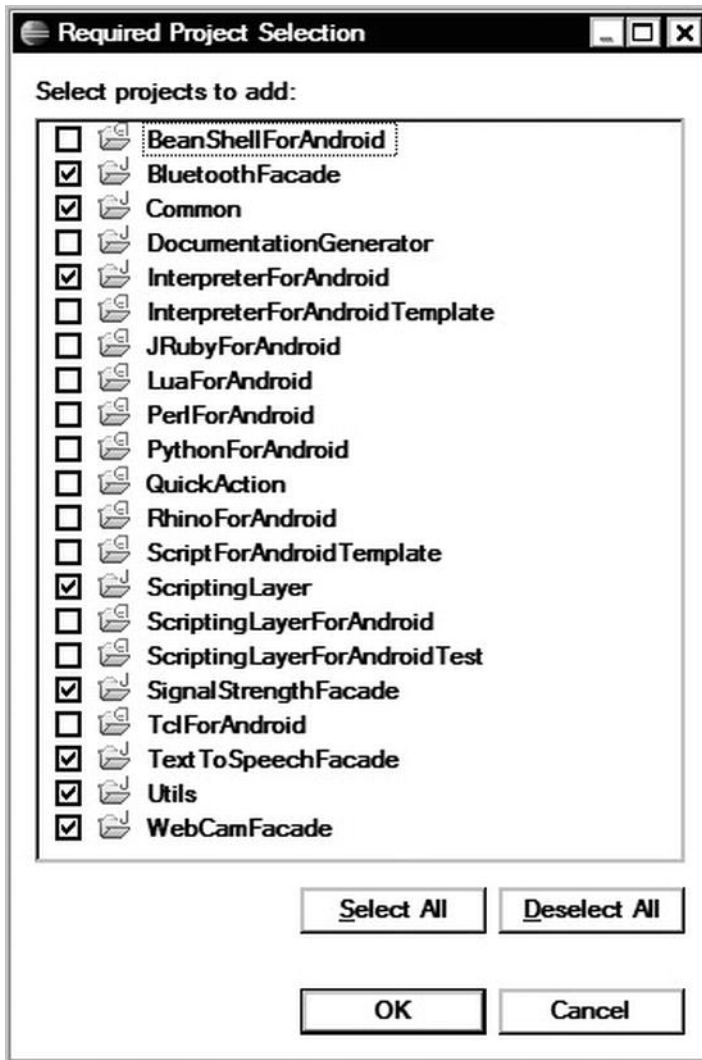 Required Project Selection
Select projects to add:
BeanShellForAndroid
BluetoothFacade
Common
DocumentationGenerator
InterpreterForAndroid
InterpreterForAndroidTemplate
JRubyForAndroid
LuaForAndroid
PerlForAndroid
PythonForAndroid
QuickAction
RhinoForAndroid
ScriptForAndroidTemplate
ScriptingLayer
ScriptingLayerForAndroid
ScriptingLayerForAndroidTest
SignalStrengthFacade
TclForAndroid
TextToSpeechFacade
Utils
WebCamFacade
Select All Deselect All
OK Cancel